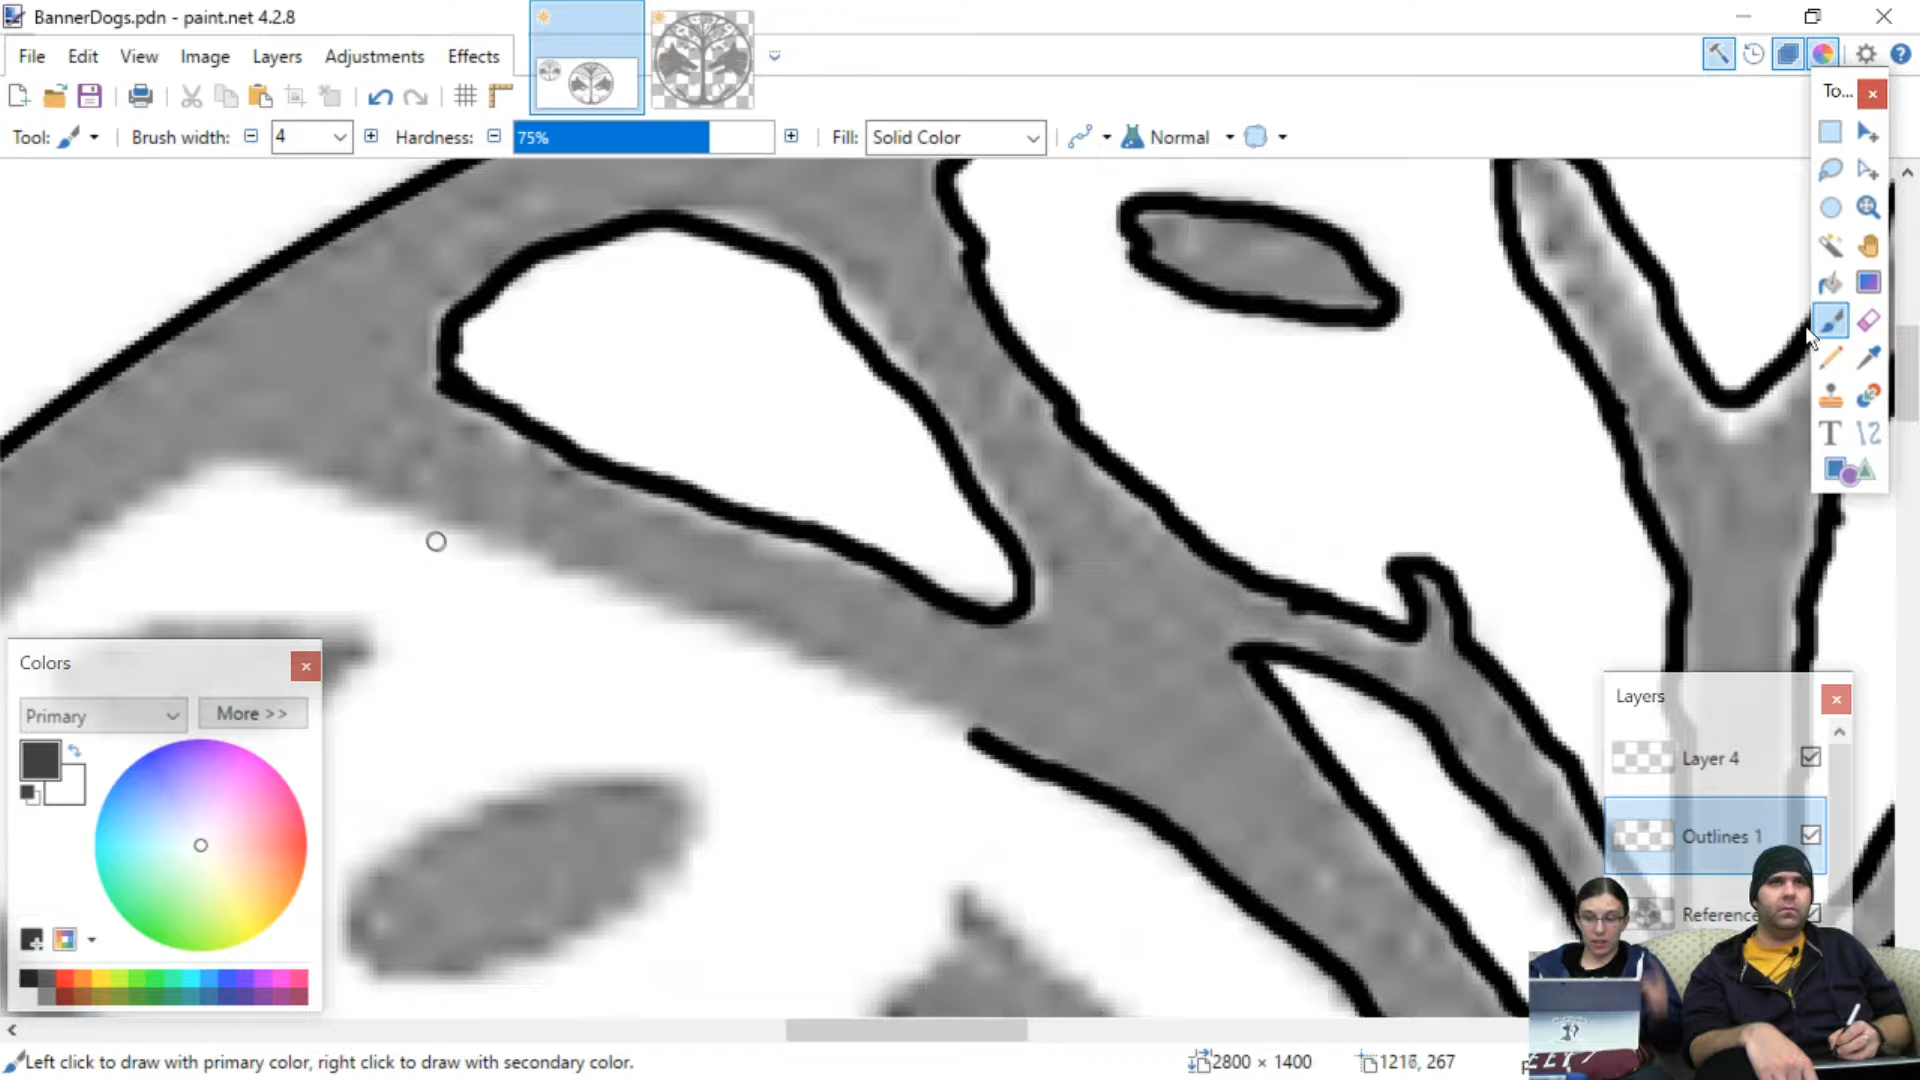 BannerDogs.pdn - paint.net 4.2.8
File Edit View Image Layers Adjustments Effects
Tool: Brush width: 4 Hardness: 75% Fill: Solid Color Normal
To...
T
Colors
Primary More >>
Layers
Layer 4
Outlines 1
Reference
Left click to draw with primary color, right click to draw with secondary color.
2800 × 1400
1216, 267